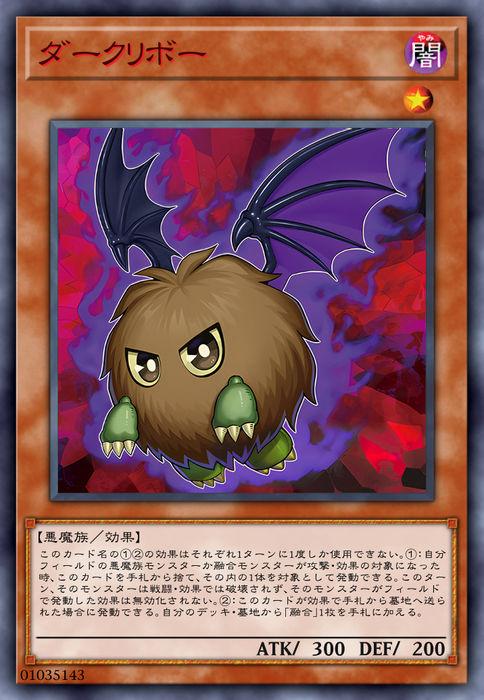 ダークリボー
やみ
闇
【悪魔族／効果】
このカード名の①②の効果はそれぞれ1ターンに1度しか使用できない。①：自分
フィールドの悪魔族モンスターか融合モンスターが攻撃・効果の対象になった
時、このカードを手札から捨て、その内の1体を対象として発動できる。このター
ン、そのモンスターは戦闘・効果では破壊されず、そのモンスターがフィールド
で発動した効果は無効化されない。②：このカードが効果で手札から墓地へ送ら
れた場合に発動できる。自分のデッキ・墓地から「融合」1枚を手札に加える。
ATK/ 300 DEF/ 200
01035143